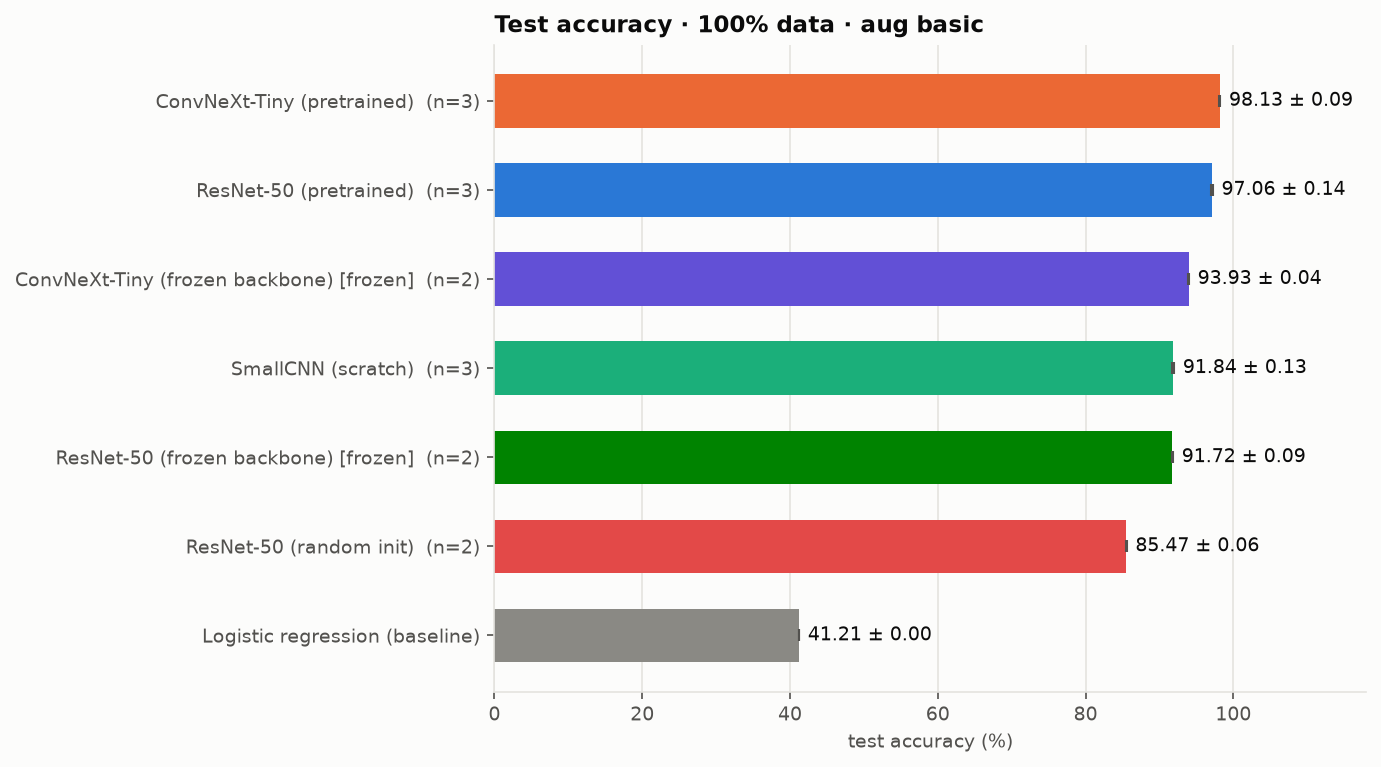 Test accuracy · 100% data · aug basic
ConvNeXt-Tiny (pretrained) (n=3)
98.13 ± 0.09
ResNet-50 (pretrained) (n=3)
97.06 ± 0.14
ConvNeXt-Tiny (frozen backbone) [frozen] (n=2)
93.93 ± 0.04
SmallCNN (scratch) (n=3)
91.84 ± 0.13
ResNet-50 (frozen backbone) [frozen] (n=2)
91.72 ± 0.09
ResNet-50 (random init) (n=2)
85.47 ± 0.06
Logistic regression (baseline)
41.21 ± 0.00
0 20 40 60 80 100
test accuracy (%)